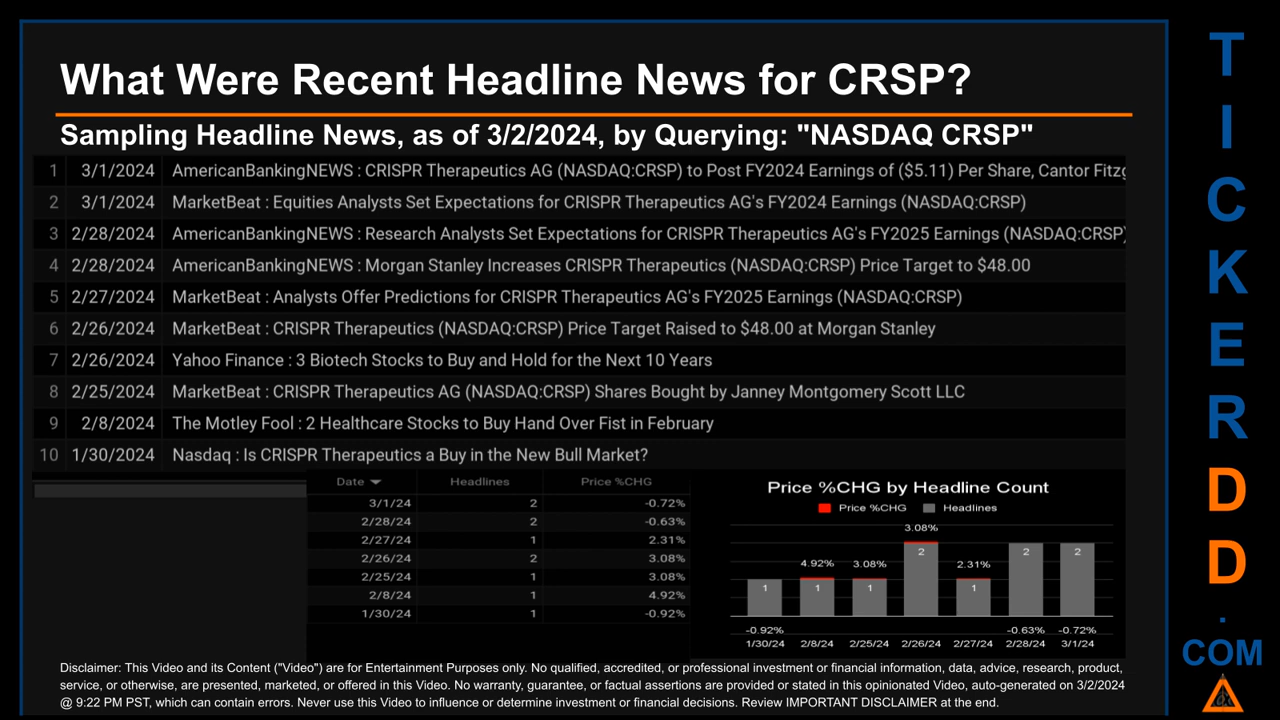 What Were Recent Headline News for CRSP?
Sampling Headline News, as of 3/2/2024, by Querying: "NASDAQ CRSP"
1 3/1/2024 AmericanBankingNEWS : CRISPR Therapeutics AG (NASDAQ:CRSP) to Post FY2024 Earnings of ($5.11) Per Share, Cantor Fitzg
2 3/1/2024 MarketBeat : Equities Analysts Set Expectations for CRISPR Therapeutics AG's FY2024 Earnings (NASDAQ:CRSP)
3 2/28/2024 AmericanBankingNEWS : Research Analysts Set Expectations for CRISPR Therapeutics AG's FY2025 Earnings (NASDAQ:CRSP)
4 2/28/2024 AmericanBankingNEWS : Morgan Stanley Increases CRISPR Therapeutics (NASDAQ:CRSP) Price Target to $48.00
5 2/27/2024 MarketBeat : Analysts Offer Predictions for CRISPR Therapeutics AG's FY2025 Earnings (NASDAQ:CRSP)
6 2/26/2024 MarketBeat : CRISPR Therapeutics (NASDAQ:CRSP) Price Target Raised to $48.00 at Morgan Stanley
7 2/26/2024 Yahoo Finance : 3 Biotech Stocks to Buy and Hold for the Next 10 Years
8 2/25/2024 MarketBeat : CRISPR Therapeutics AG (NASDAQ:CRSP) Shares Bought by Janney Montgomery Scott LLC
9 2/8/2024 The Motley Fool : 2 Healthcare Stocks to Buy Hand Over Fist in February
10 1/30/2024 Nasdaq : Is CRISPR Therapeutics a Buy in the New Bull Market?
Date Headlines Price %CHG
3/1/24 2 -0.72%
2/28/24 2 -0.63%
2/27/24 1 2.31%
2/26/24 2 3.08%
2/25/24 1 3.08%
2/8/24 1 4.92%
1/30/24 1 -0.92%
Price %CHG by Headline Count
Price %CHG Headlines
3.08%
4.92% 3.08% 2.31%
2 2 2
1 1 1 1
-0.92% -0.63% -0.72%
1/30/24 2/8/24 2/25/24 2/26/24 2/27/24 2/28/24 3/1/24
Disclaimer: This Video and its Content ("Video") are for Entertainment Purposes only. No qualified, accredited, or professional investment or financial information, data, advice, research, product,
service, or otherwise, are presented, marketed, or offered in this Video. No warranty, guarantee, or factual assertions are provided or stated in this opinionated Video, auto-generated on 3/2/2024
@ 9:22 PM PST, which can contain errors. Never use this Video to influence or determine investment or financial decisions. Review IMPORTANT DISCLAIMER at the end.
T
I
C
K
E
R
D
D
.
COM